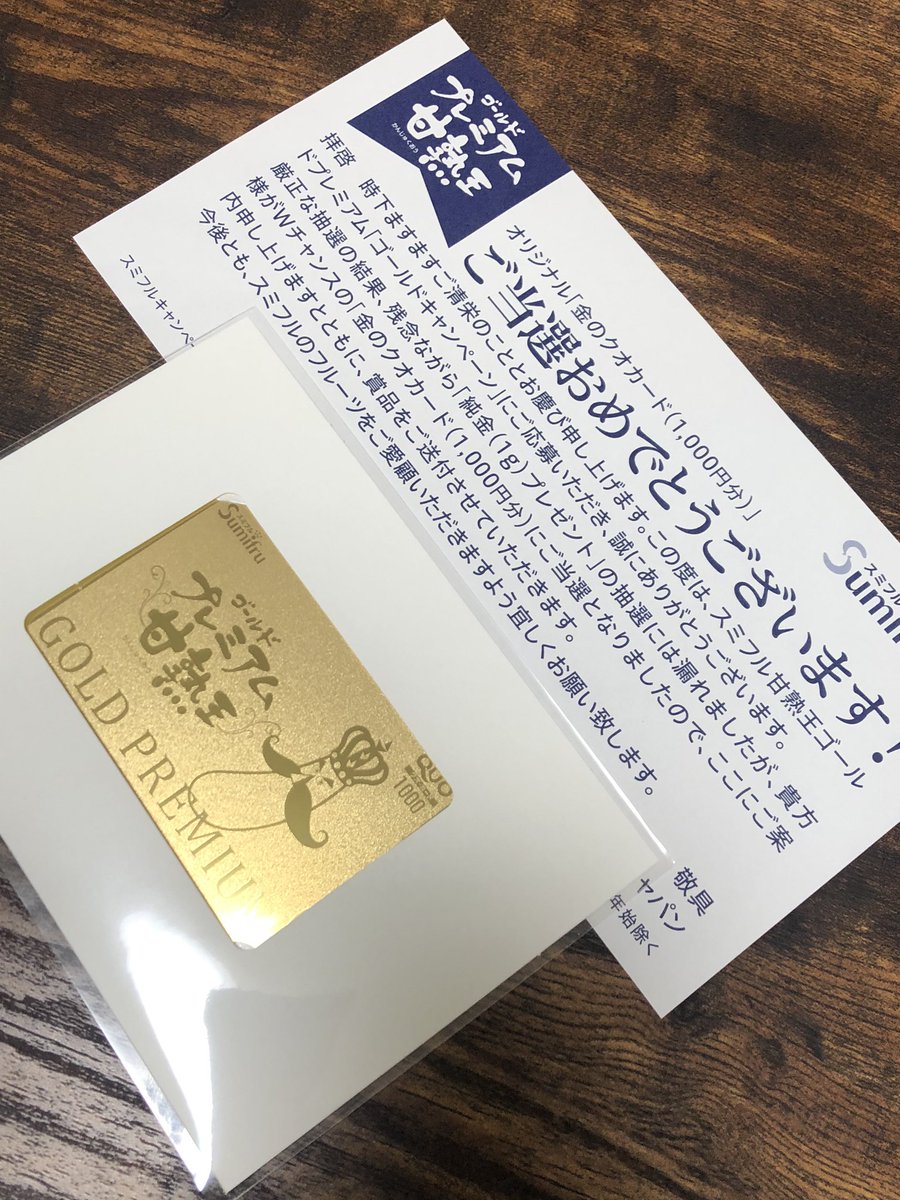 ゴールド
プレミアム
甘熟王
かんじゅくおう
スミフル
Sumifru
オリジナル「金のクオカード(1,000円分)」
ご当選おめでとうございます!
拝啓 時下ますますご清栄のこととお慶び申し上げます。この度は、スミフル甘熟王ゴール
ドプレミアム「ゴールドキャンペーン」にご応募いただき、誠にありがとうございます。
厳正な抽選の結果、残念ながら「純金(1g)プレゼント」の抽選には漏れましたが、貴方
様がWチャンスの「金のクオカード(1,000円分)にご当選となりましたので、ここにご案
内申し上げますとともに、賞品をご送付させていただきます。
今後とも、スミフルのフルーツをご愛顧いただきますよう宜しくお願い致します。
敬具
ャパン
スミフルキャンペ
年始除く
スミフル
Sumifru
ゴールド
プレミアム
甘熟王
GOLD PREMIUM
QUO
1000